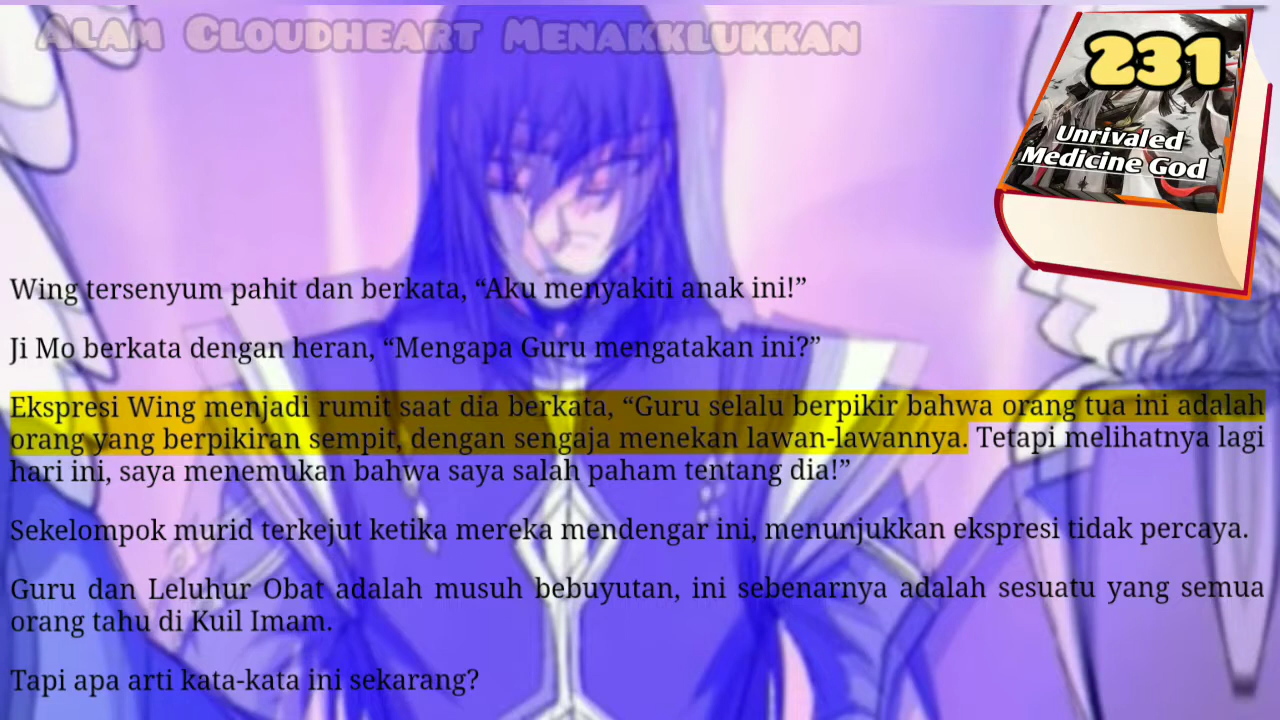 Alam Cloudheart Menakklukkan
231
Unrivaled
Medicine God
Wing tersenyum pahit dan berkata, “Aku menyakiti anak ini!”
Ji Mo berkata dengan heran, “Mengapa Guru mengatakan ini?”
Ekspresi Wing menjadi rumit saat dia berkata, “Guru selalu berpikir bahwa orang tua ini adalah
orang yang berpikiran sempit, dengan sengaja menekan lawan-lawannya. Tetapi melihatnya lagi
hari ini, saya menemukan bahwa saya salah paham tentang dia!”
Sekelompok murid terkejut ketika mereka mendengar ini, menunjukkan ekspresi tidak percaya.
Guru dan Leluhur Obat adalah musuh bebuyutan, ini sebenarnya adalah sesuatu yang semua
orang tahu di Kuil Imam.
Tapi apa arti kata-kata ini sekarang?